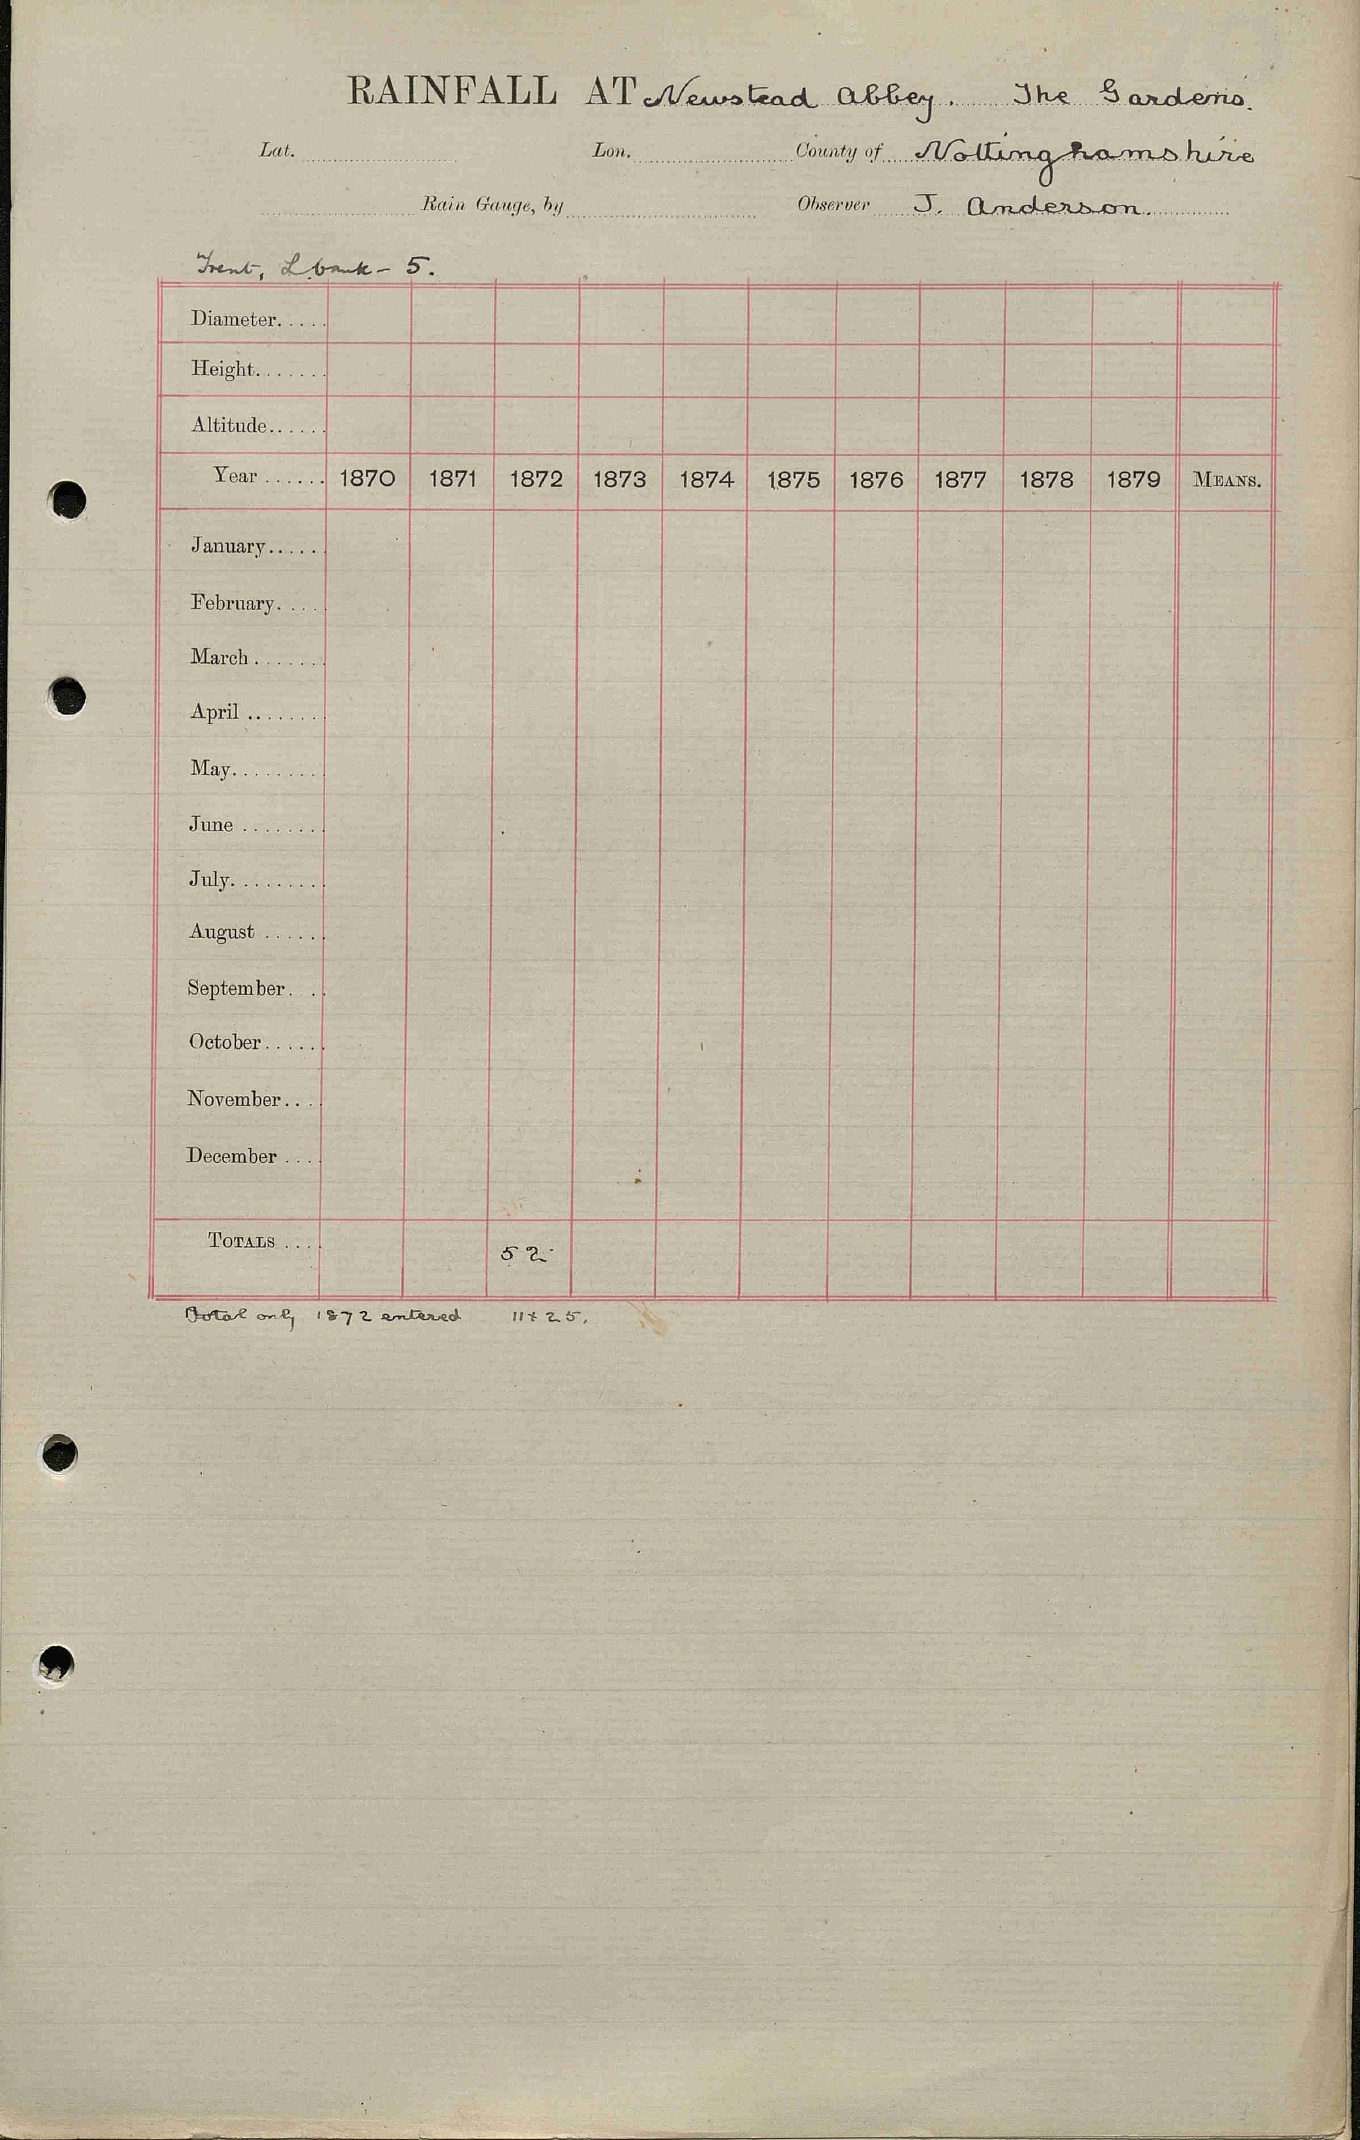 RAINFALL AT Newstead Abbey. The Gardens.
Lat. Lon. County of Nottinghamshire
Rain Gauge, by Observer J. Anderson.
Trent, L bank - 5.
Diameter.....
Height.......
Altitude......
Year ...... 1870 1871 1872 1873 1874 1875 1876 1877 1878 1879 MEANS.
January.....
February....
March.......
April.......
May........
June.......
July........
August......
September...
October.....
November....
December....
TOTALS.... 52
Total only 1872 entered 25.